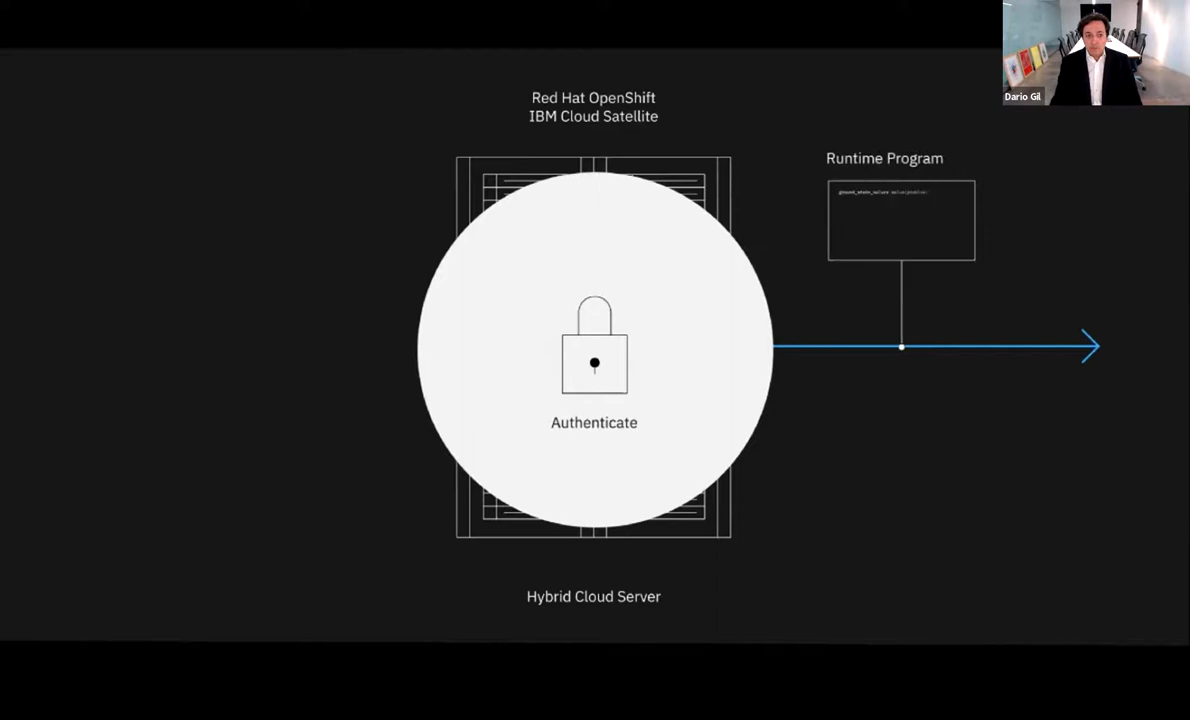 Red Hat OpenShift
IBM Cloud Satellite
Dario Gil
Runtime Program
Authenticate
Hybrid Cloud Server